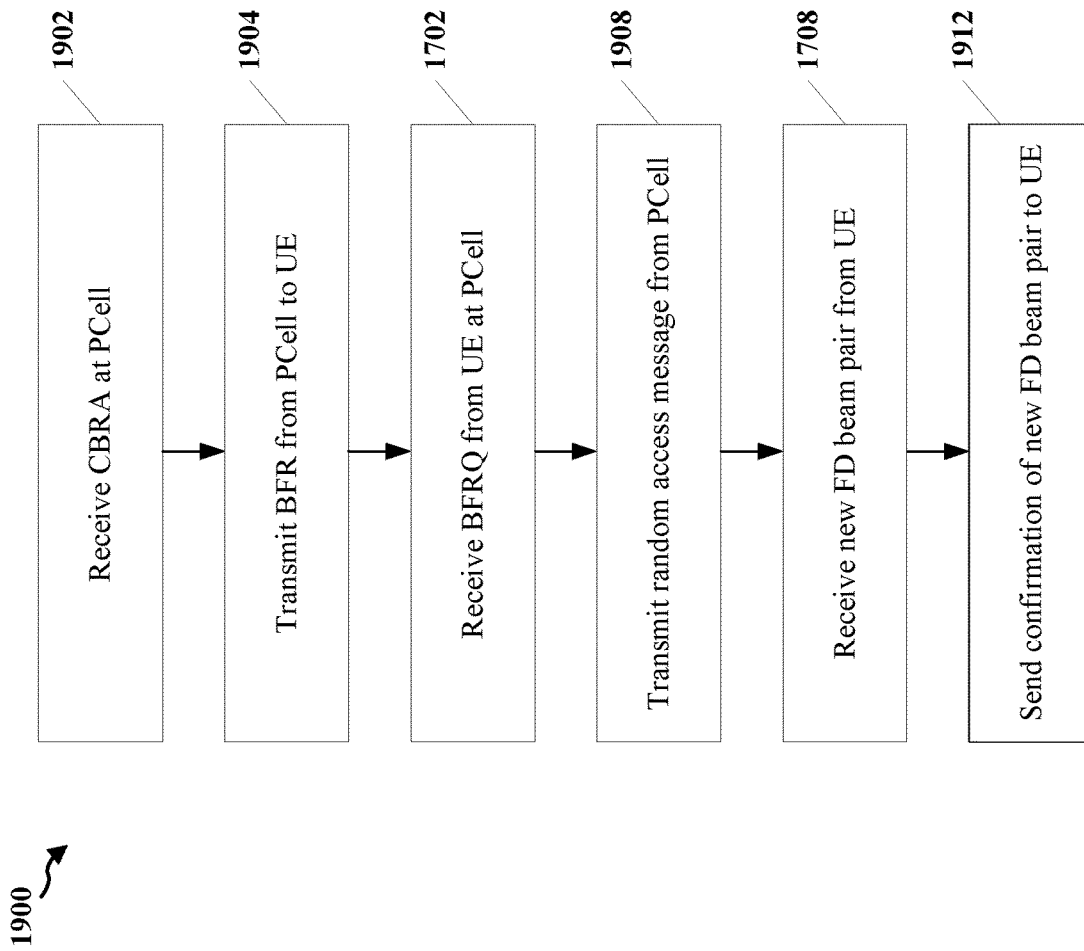 1900
Receive CBRA at PCell
1902
Transmit BFR from PCell to UE
1904
Receive BFRQ from UE at PCell
1702
Transmit random access message from PCell
1908
Receive new FD beam pair from UE
1708
Send confirmation of new FD beam pair to UE
1912